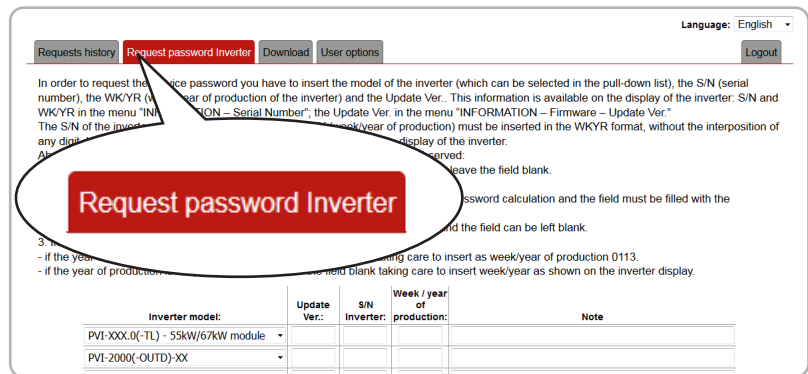 Language: English
Requests history Request password Inverter Download User options Logout
In order to request the vice password you have to insert the model of the inverter (which can be selected in the pull-down list), the S/N (serial
number), the WK/YR (w ear of production of the inverter) and the Update Ver.. This information is available on the display of the inverter: S/N and
WK/YR in the menu "INF TION – Serial Number"; the Update Ver. in the menu "INFORMATION – Firmware – Update Ver."
The S/N of the inver week/year of production) must be inserted in the WKYR format, without the interposition of
any digit display of the inverter.
served:
leave the field blank.
Request password Inverter
ssword calculation and the field must be filled with the
nd the field can be left blank.
3.
- if the year king care to insert as week/year of production 0113.
- if the year of production field blank taking care to insert week/year as shown on the inverter display.
Inverter model: Update Ver.: S/N Inverter: Week / year of production: Note
PVI-XXX.0(-TL) - 55kW/67kW module
PVI-2000(-OUTD)-XX